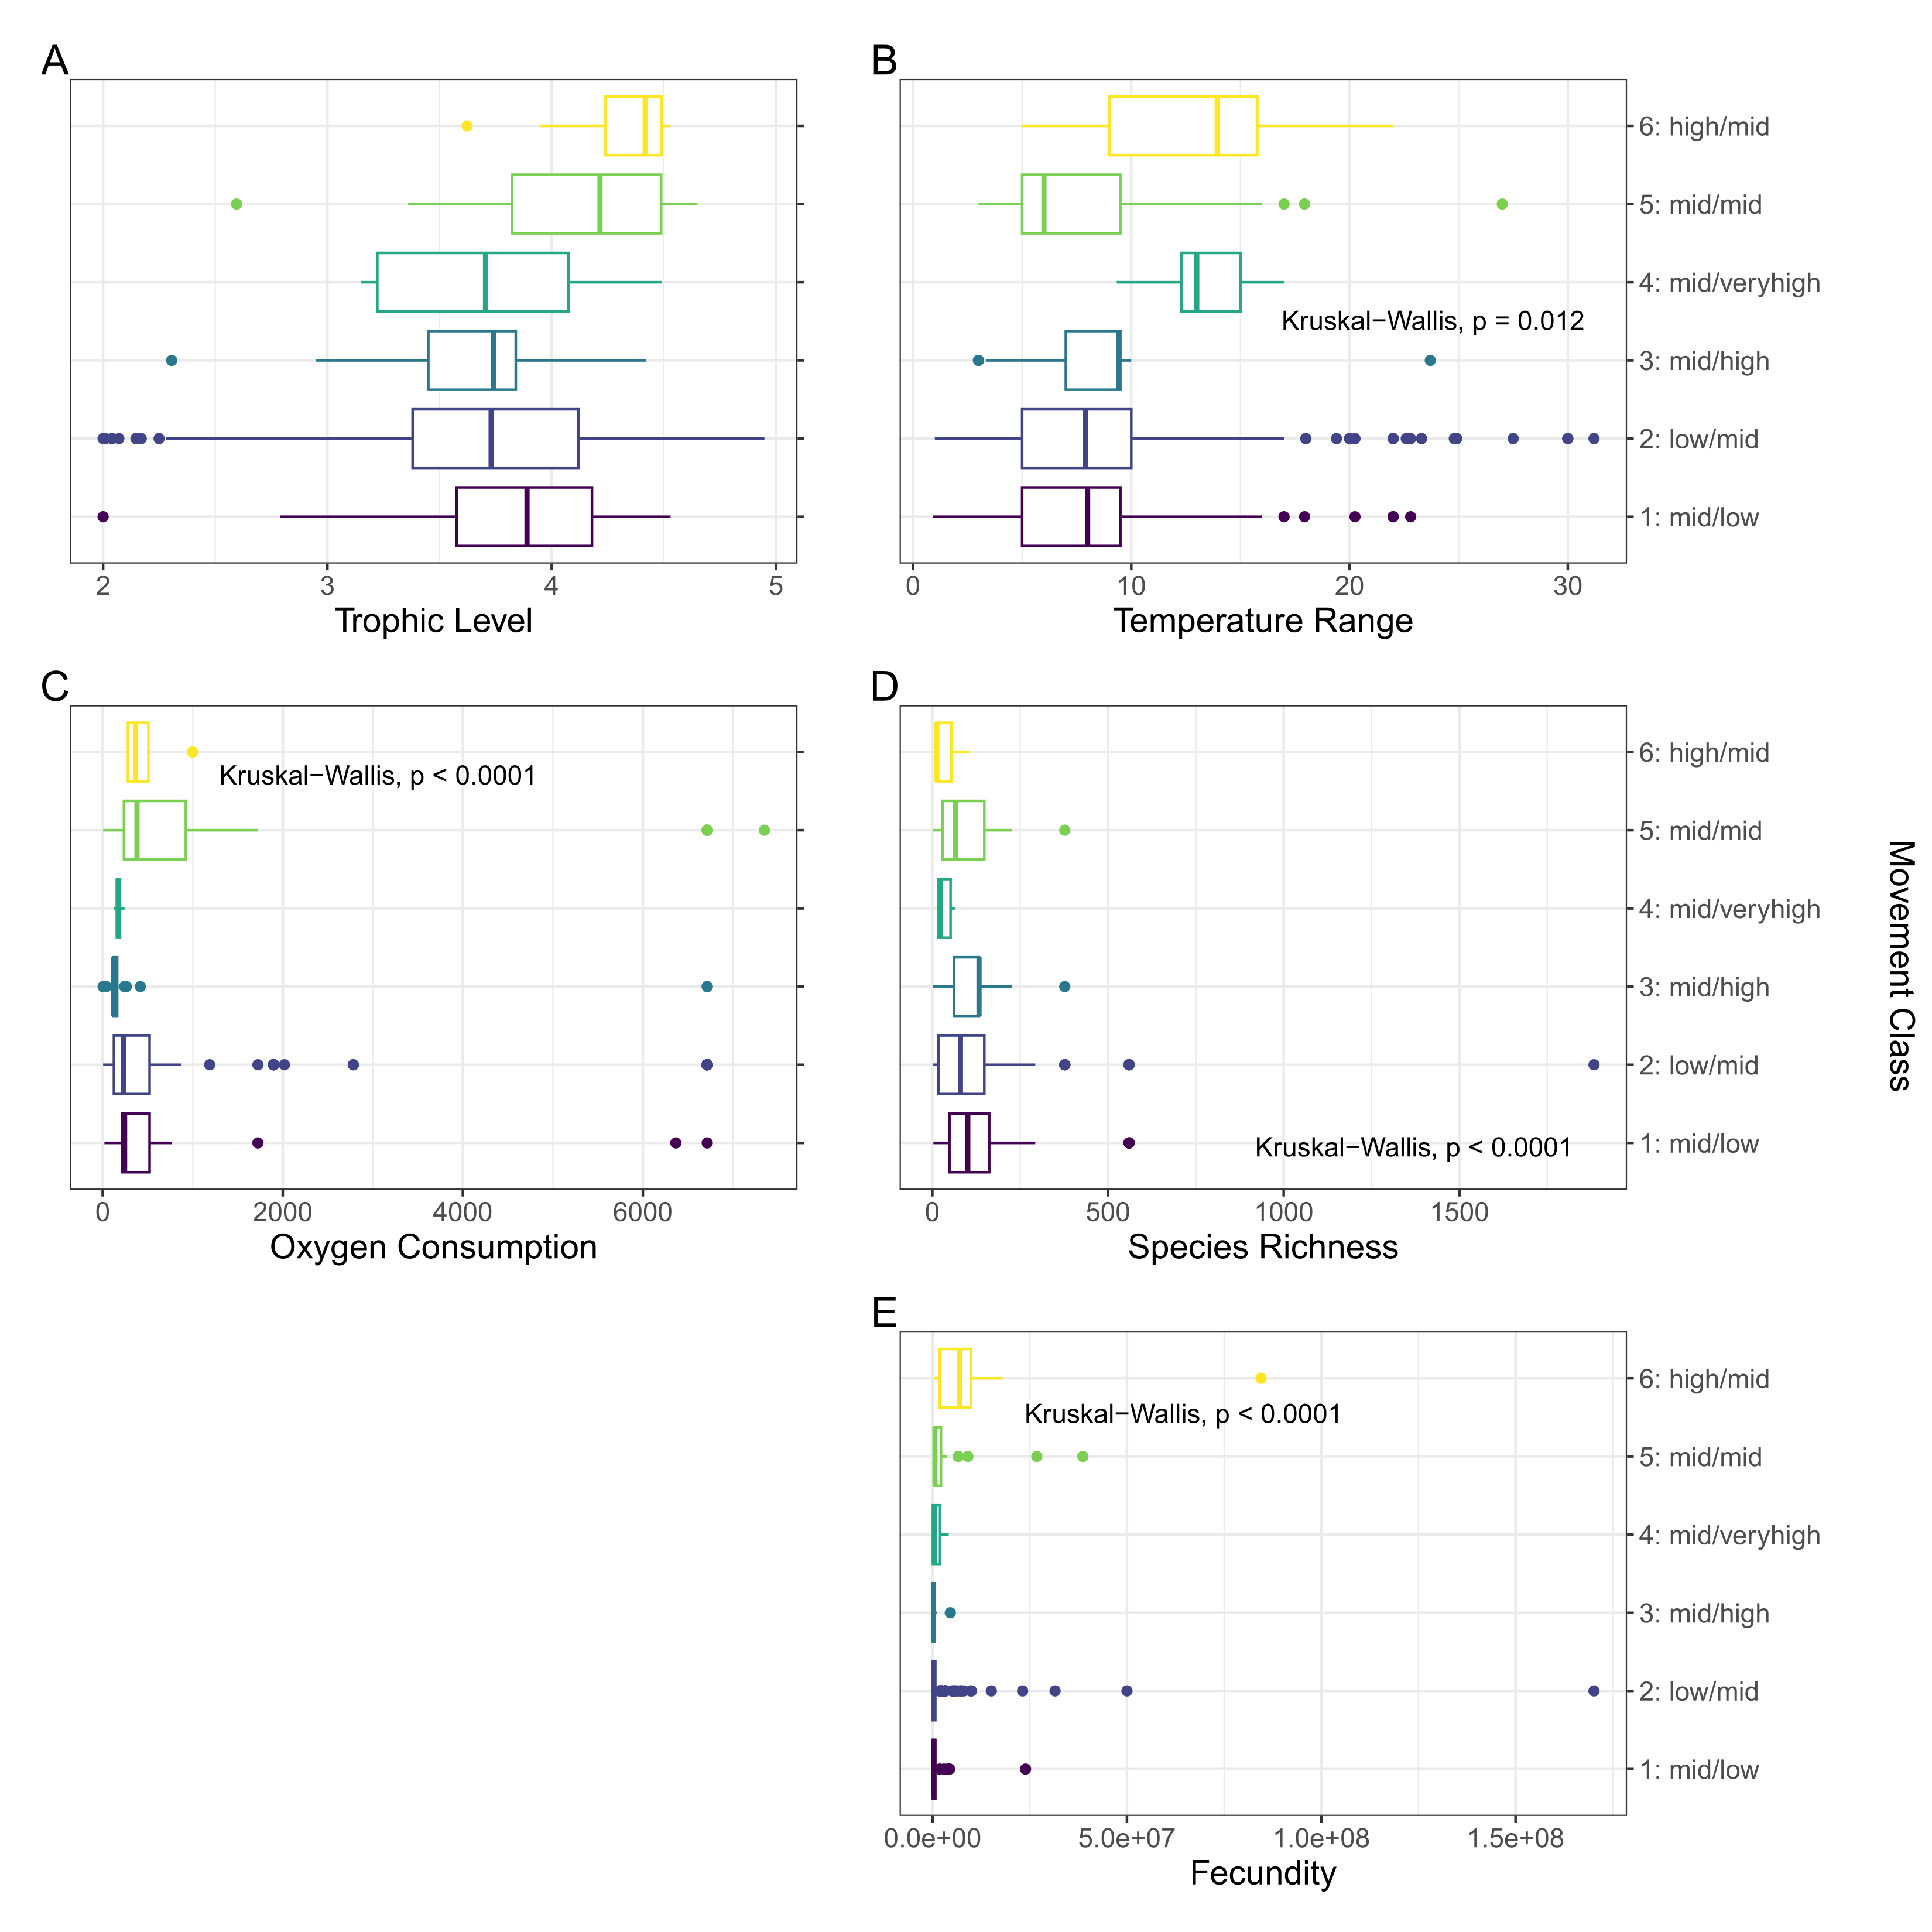 A
B
6: high/mid
5: mid/mid
4: mid/veryhigh
Kruskal−Wallis, p = 0.012
3: mid/high
2: low/mid
1: mid/low
2 3 4 5
0 10 20 30
Trophic Level
Temperature Range
C
D
6: high/mid
Kruskal−Wallis, p < 0.0001
5: mid/mid
4: mid/veryhigh
3: mid/high
2: low/mid
1: mid/low
Kruskal−Wallis, p < 0.0001
0 2000 4000 6000
0 500 1000 1500
Oxygen Consumption
Species Richness
Movement Class
E
6: high/mid
Kruskal−Wallis, p < 0.0001
5: mid/mid
4: mid/veryhigh
3: mid/high
2: low/mid
1: mid/low
0.0e+00 5.0e+07 1.0e+08 1.5e+08
Fecundity